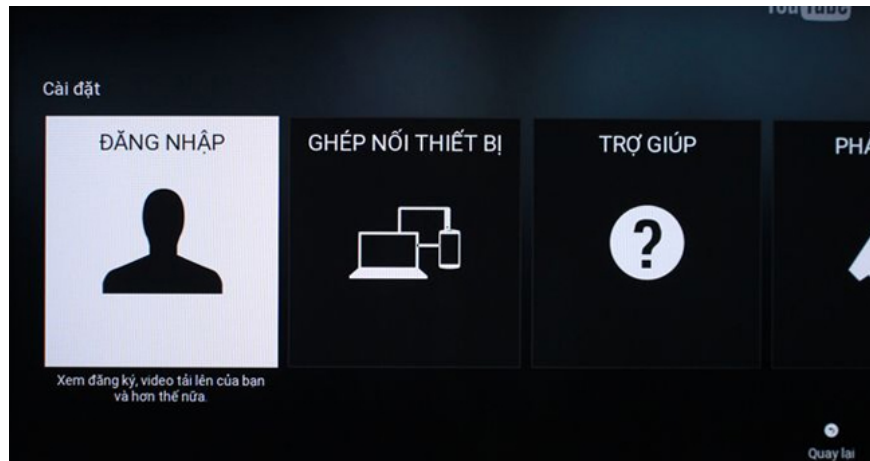 YouTube
Cài đặt
ĐĂNG NHẬP
GHÉP NỐI THIẾT BỊ
TRỢ GIÚP
?
Xem đăng ký, video tải lên của bạn
và hơn thế nữa.
Quay lại